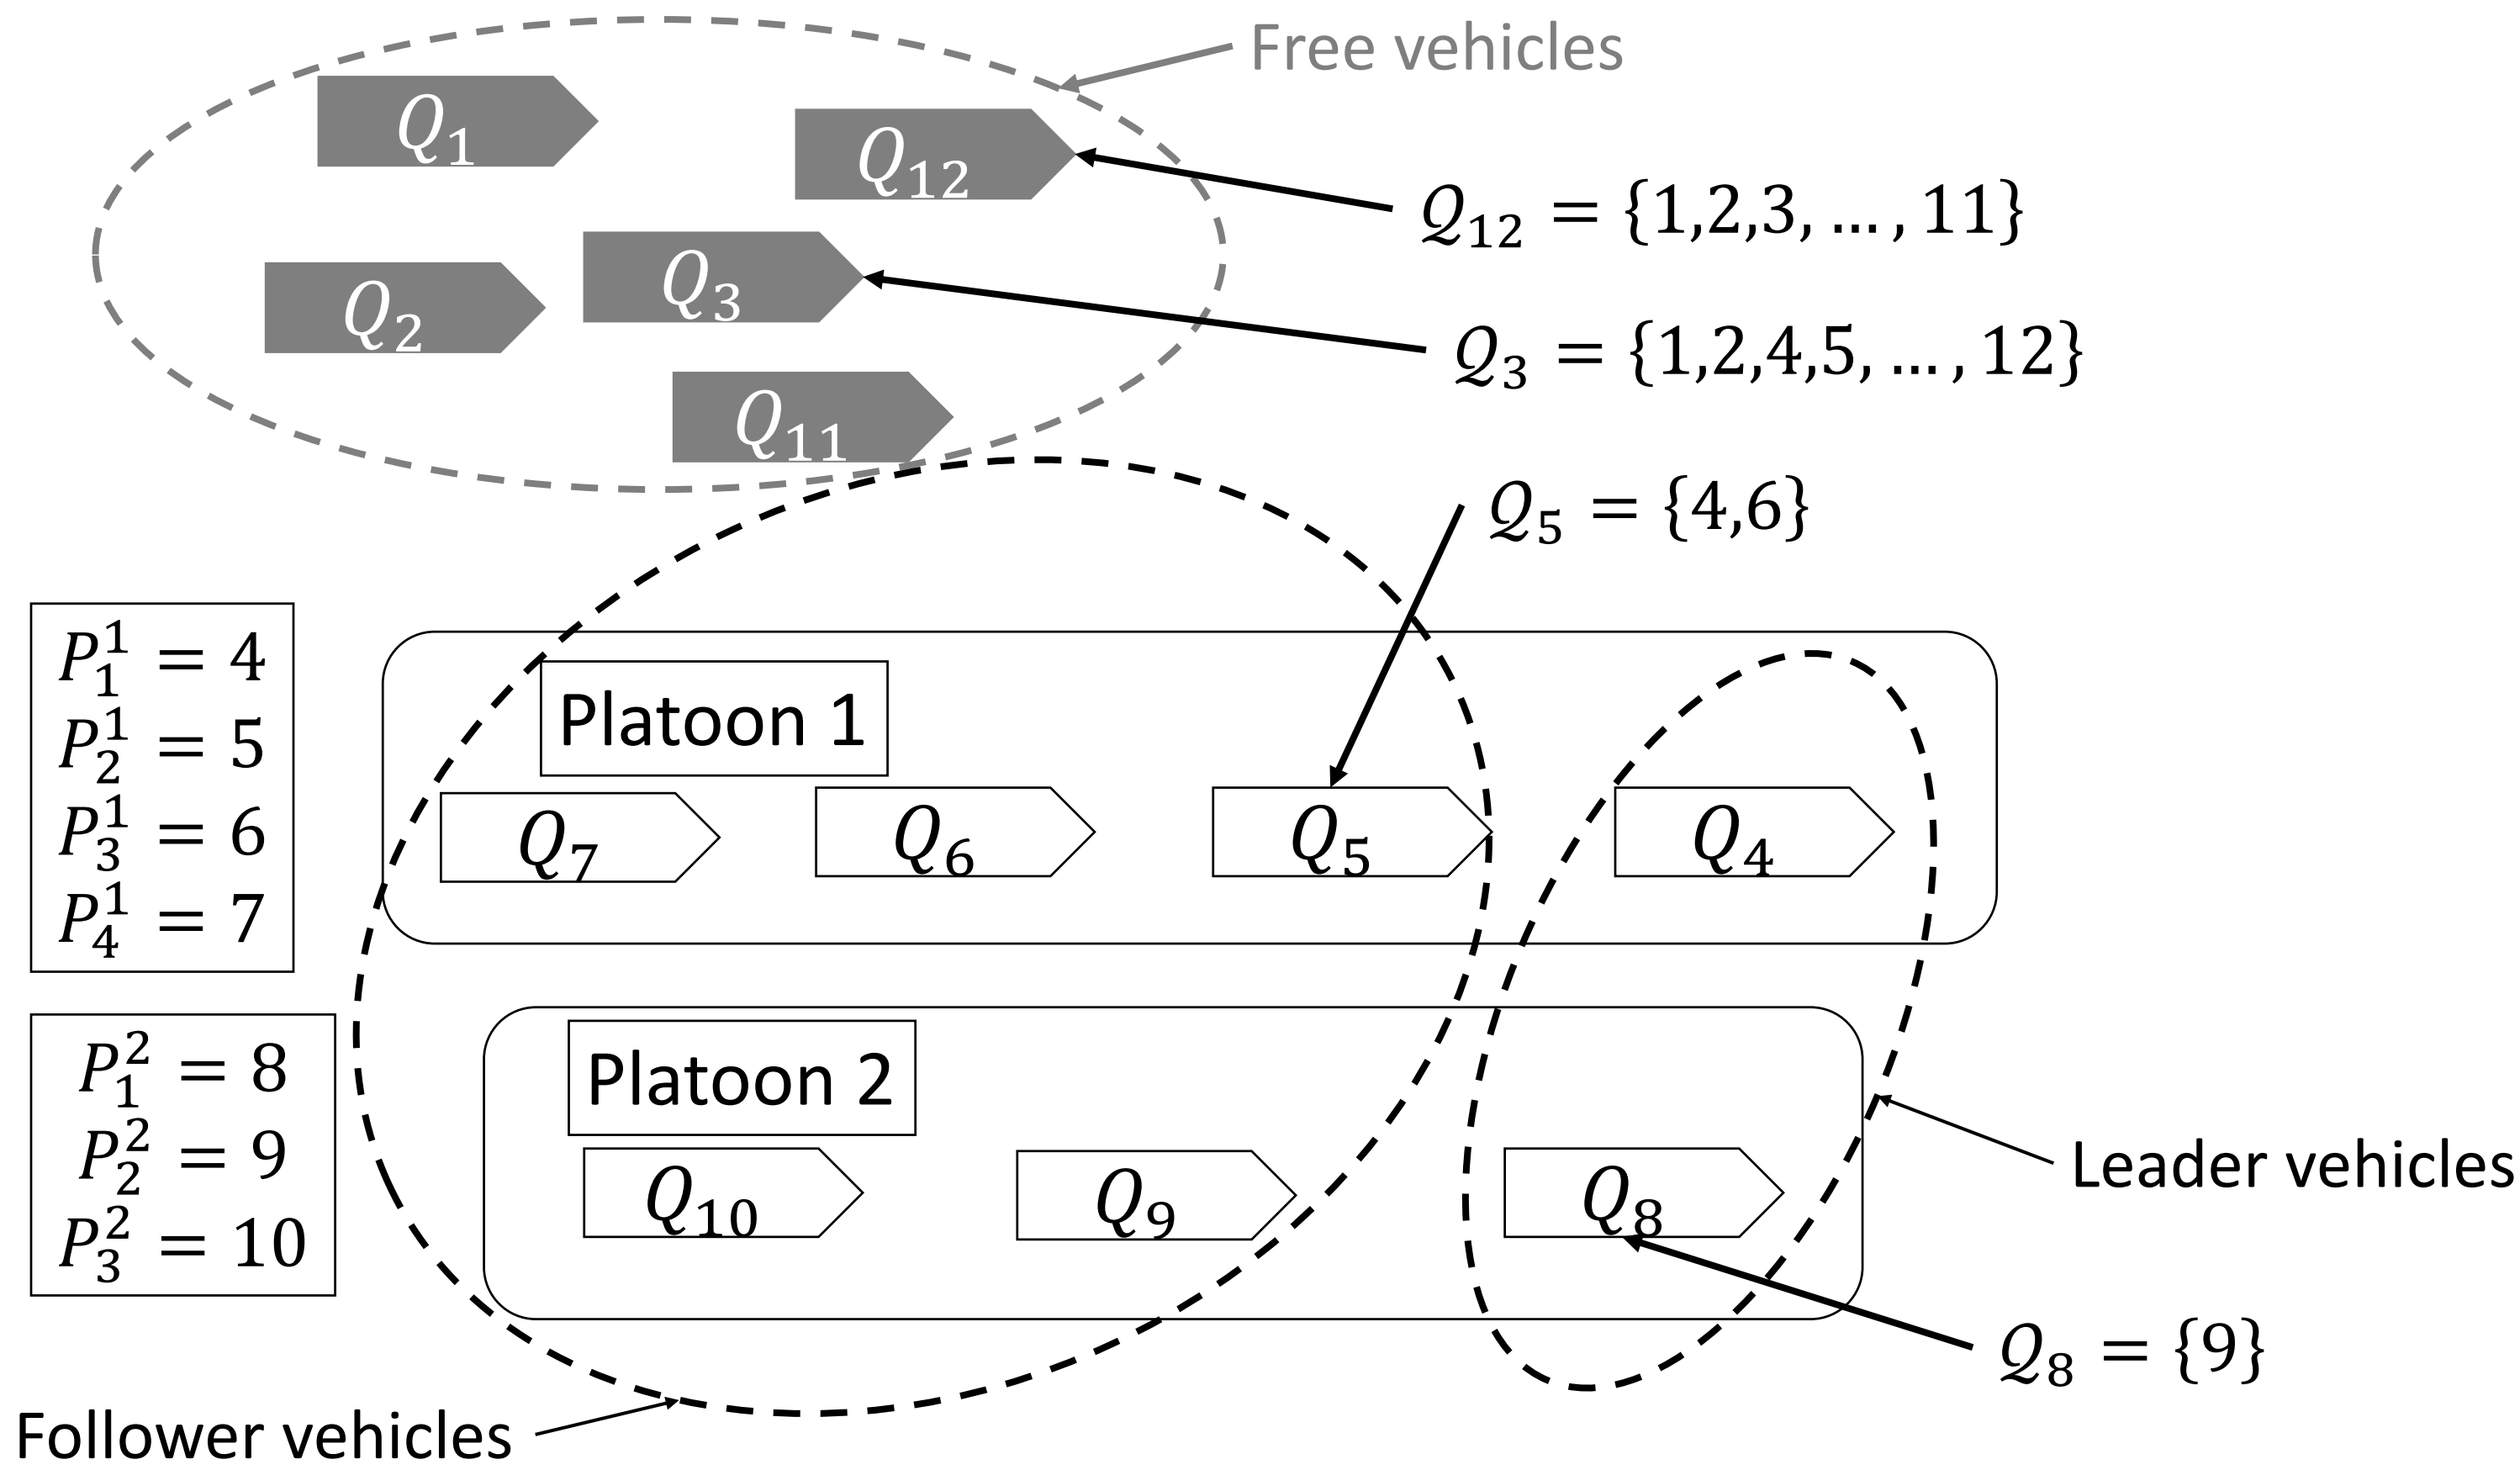 Free vehicles
Q₁
Q₁₂
Q₁₂ = {1,2,3, … , 11}
Q₂
Q₃
Q₃ = {1,2,4,5, … , 12}
Q₁₁
Q₅ = {4,6}
P₁¹ = 4
P₂¹ = 5
P₃¹ = 6
P₄¹ = 7
Platoon 1
Q₇
Q₆
Q₅
Q₄
P₁² = 8
P₂² = 9
P₃² = 10
Platoon 2
Q₁₀
Q₉
Q₈
Leader vehicles
Q₈ = {9}
Follower vehicles